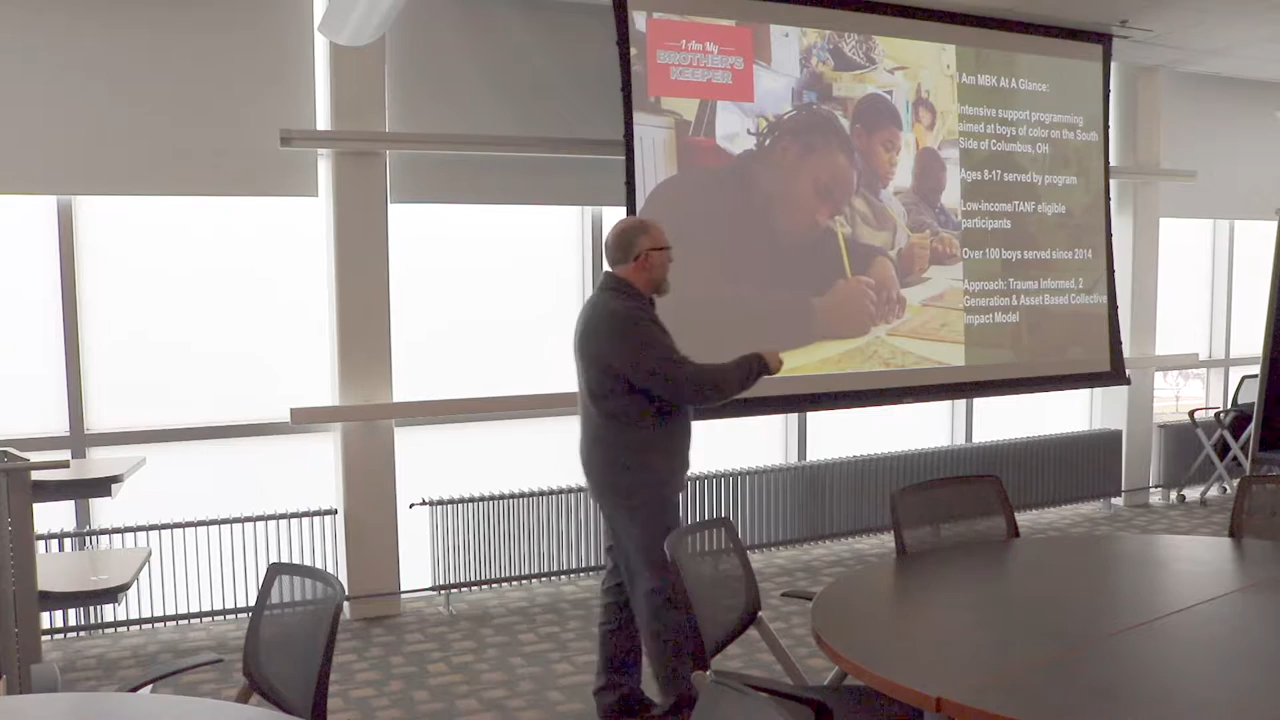 I Am My
BROTHER'S
KEEPER
I Am MBK At A Glance:
Intensive support programming
aimed at boys of color on the South
Side of Columbus, OH
Ages 8-17 served by program
Low-income/TANF eligible
participants
Over 100 boys served since 2014
Approach: Trauma Informed, 2
Generation & Asset Based Collective
Impact Model